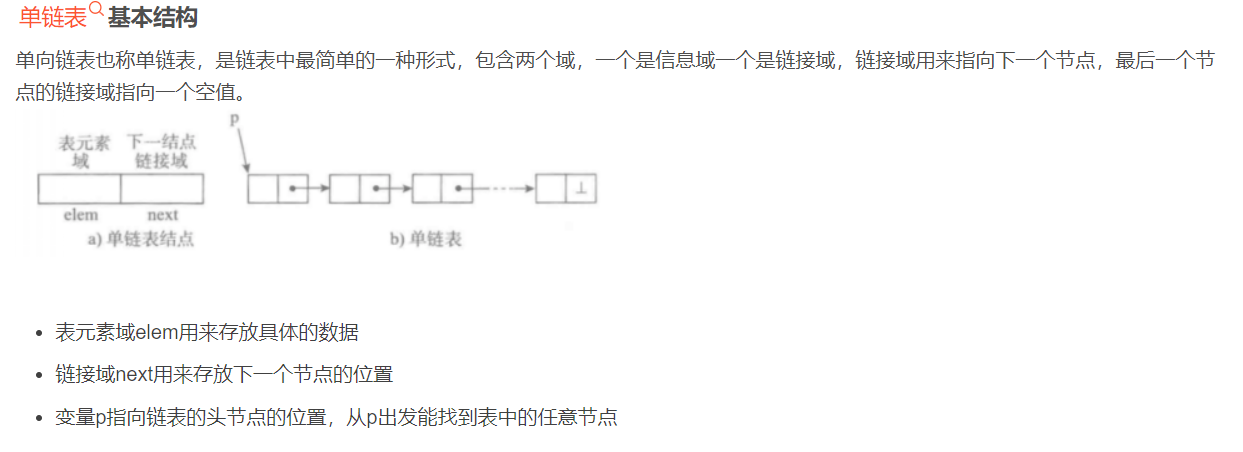 单链表基本结构
单向链表也称单链表，是链表中最简单的一种形式，包含两个域，一个是信息域一个是链接域，链接域用来指向下一个节点，最后一个节
点的链接域指向一个空值。
p
表元素 下一结点
域 链接域
⊥
elem next
a) 单链表结点 b) 单链表
表元素域elem用来存放具体的数据
链接域next用来存放下一个节点的位置
变量p指向链表的头节点的位置，从p出发能找到表中的任意节点